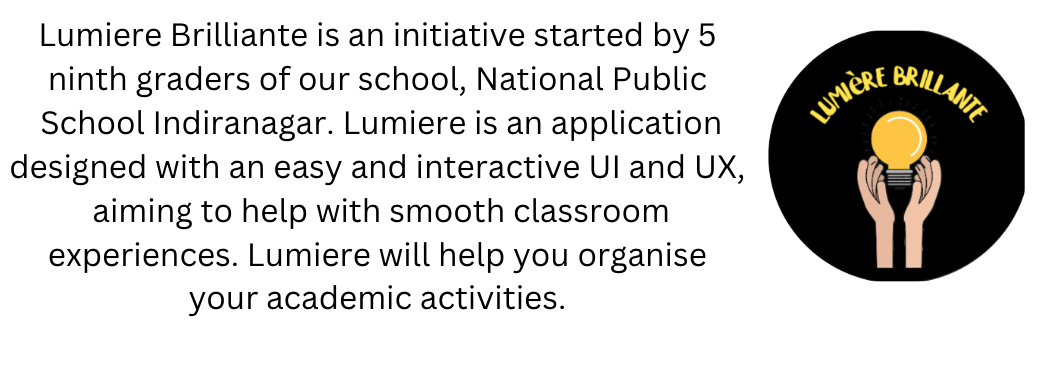 Lumiere Brilliante is an initiative started by 5
ninth graders of our school, National Public
School Indiranagar. Lumiere is an application
designed with an easy and interactive UI and UX,
aiming to help with smooth classroom
experiences. Lumiere will help you organise
your academic activities.
LUMIÈRE BRILLANTE